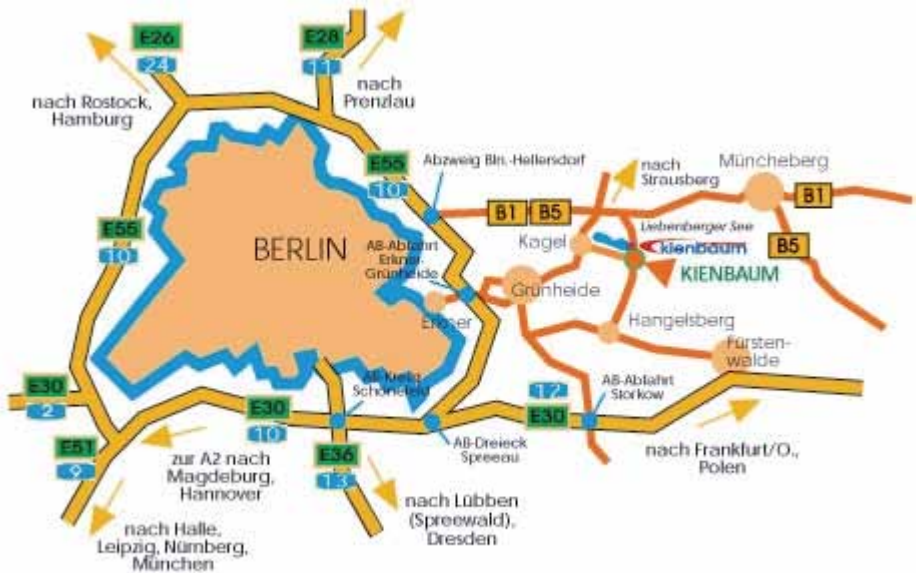 E26
24
nach Rostock,
Hamburg
E28
11
nach
Prenzlau
E55
10
Abzweig Bln.-Hellersdorf
nach
Strausberg
Müncheberg
B1
B5
B1
B5
Liebenberger See
kienbaum
KIENBAUM
Kagel
E55
10
BERLIN
AB-Abfahrt
Erkner-
Grünheide
Erkner
Grünheide
Hangelsberg
Fürsten-
walde
E30
2
E51
9
E30
10
AB-Kreuz
Schönefeld
E36
13
12
E30
AB-Abfahrt
Storkow
AB-Dreieck
Spreeau
zur A2 nach
Magdeburg,
Hannover
nach Halle,
Leipzig, Nürnberg,
München
nach Lübben
(Spreewald),
Dresden
nach Frankfurt/O.,
Polen